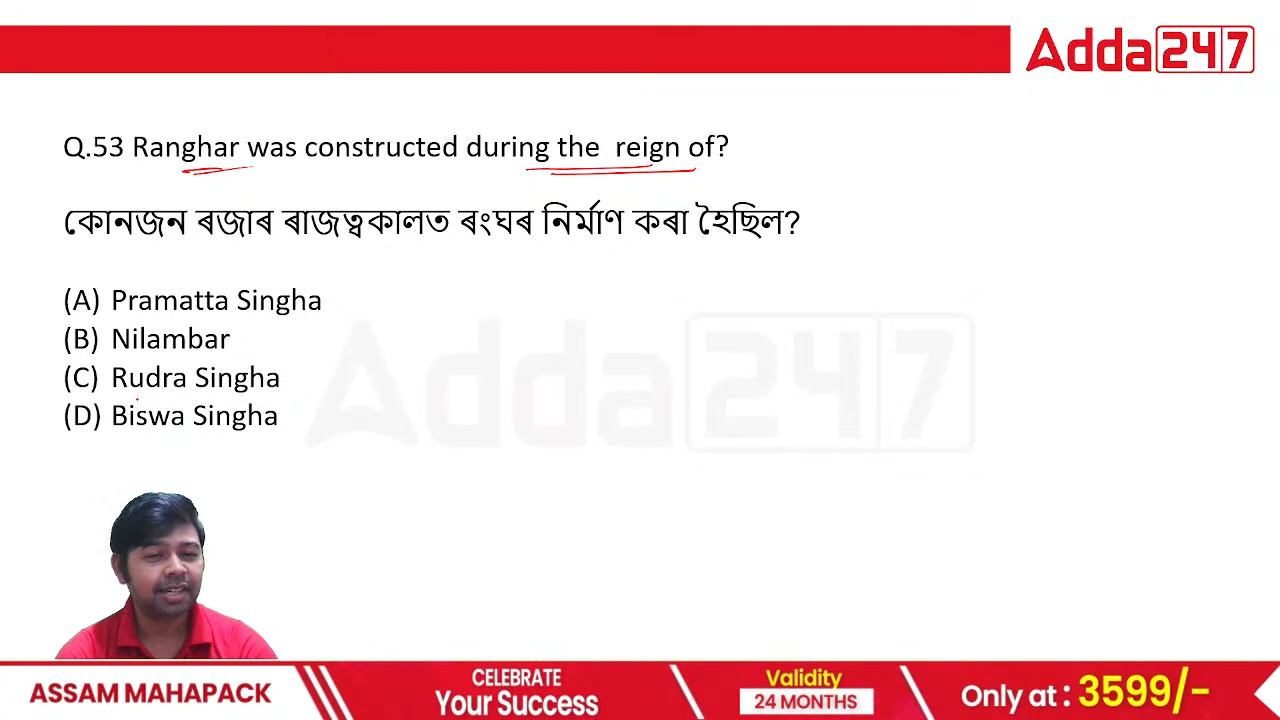 Adda247
Q.53 Ranghar was constructed during the reign of?
কোনজন ৰজাৰ ৰাজত্বকালত ৰংঘৰ নিৰ্মাণ কৰা হৈছিল?
(A) Pramatta Singha
(B) Nilambar
(C) Rudra Singha
(D) Biswa Singha
Adda247
ASSAM MAHAPACK
CELEBRATE
Your Success
Validity
24 MONTHS
Only at : 3599/-